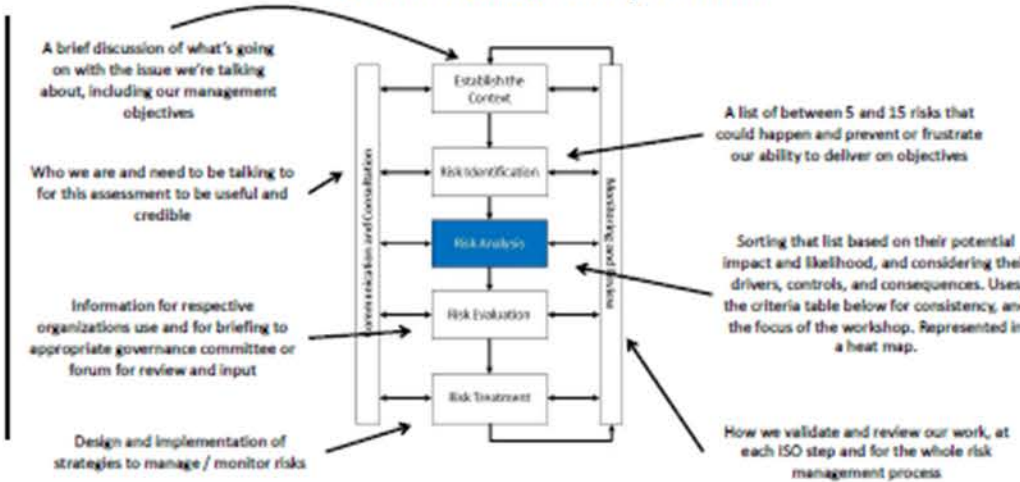 A brief discussion of what's going
on with the issue we're talking
about, including our management
objectives
Who we are and need to be talking to
for this assessment to be useful and
credible
Information for respective
organizations use and for briefing to
appropriate governance committee or
forum for review and input
Design and implementation of
strategies to manage / monitor risks
Communication and Consultation
Establish the
Context
Risk Identification
Risk Analysis
Risk Evaluation
Risk Treatment
Monitoring and Review
A list of between 5 and 15 risks that
could happen and prevent or frustrate
our ability to deliver on objectives
Sorting that list based on their potential
impact and likelihood, and considering thei
drivers, controls, and consequences. Uses
the criteria table below for consistency, and
the focus of the workshop. Represented in
a heat map.
How we validate and review our work, at
each ISO step and for the whole risk
management process